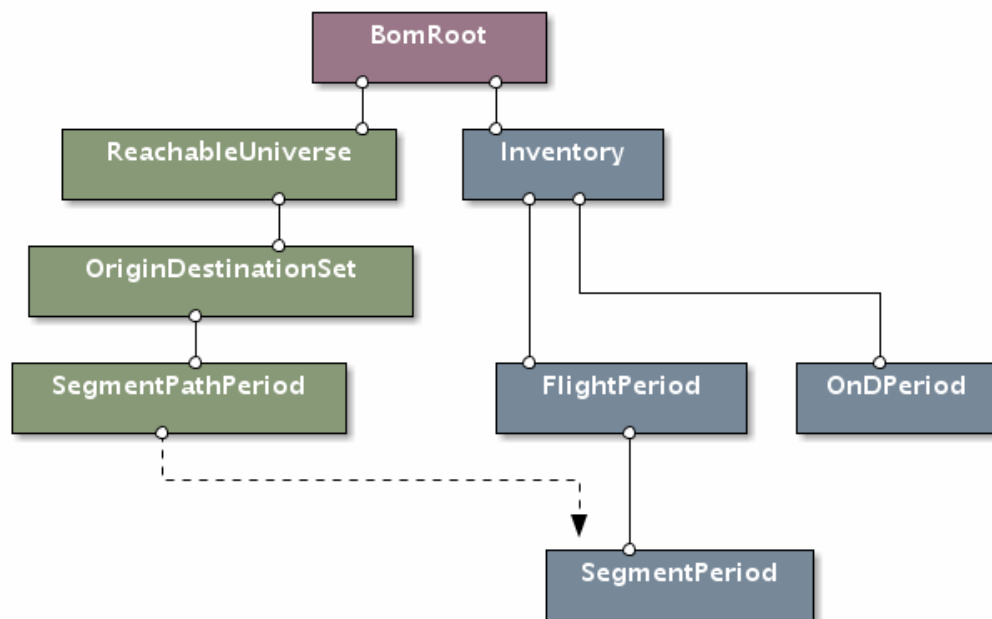 BomRoot
ReachableUniverse
Inventory
OriginDestinationSet
SegmentPathPeriod
FlightPeriod
OnDPeriod
SegmentPeriod